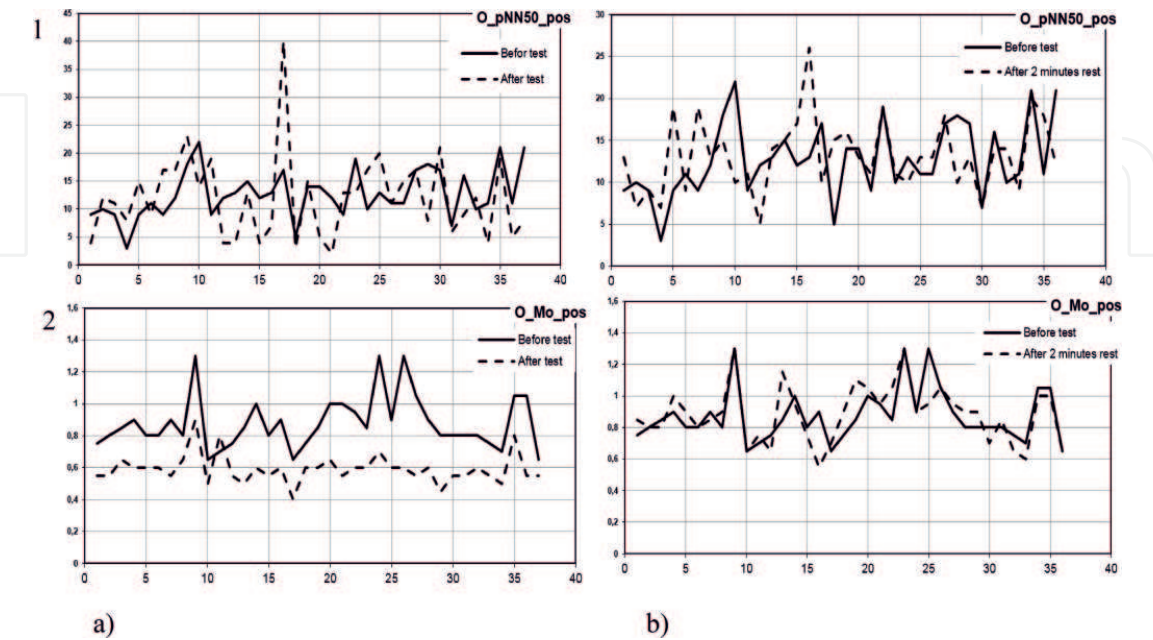 1
O_pNN50_pos
Befor test
After test
45
40
35
30
25
20
15
10
5
0
0 5 10 15 20 25 30 35 40
O_pNN50_pos
Before test
After 2 minutes rest
30
25
20
15
10
5
0
0 5 10 15 20 25 30 35 40
2
O_Mo_pos
Before test
After test
1,6
1,4
1,2
1
0,8
0,6
0,4
0,2
0
0 5 10 15 20 25 30 35 40
O_Mo_pos
Before test
After 2 minutes rest
1,6
1,4
1,2
1
0,8
0,6
0,4
0,2
0
0 5 10 15 20 25 30 35 40
a)
b)